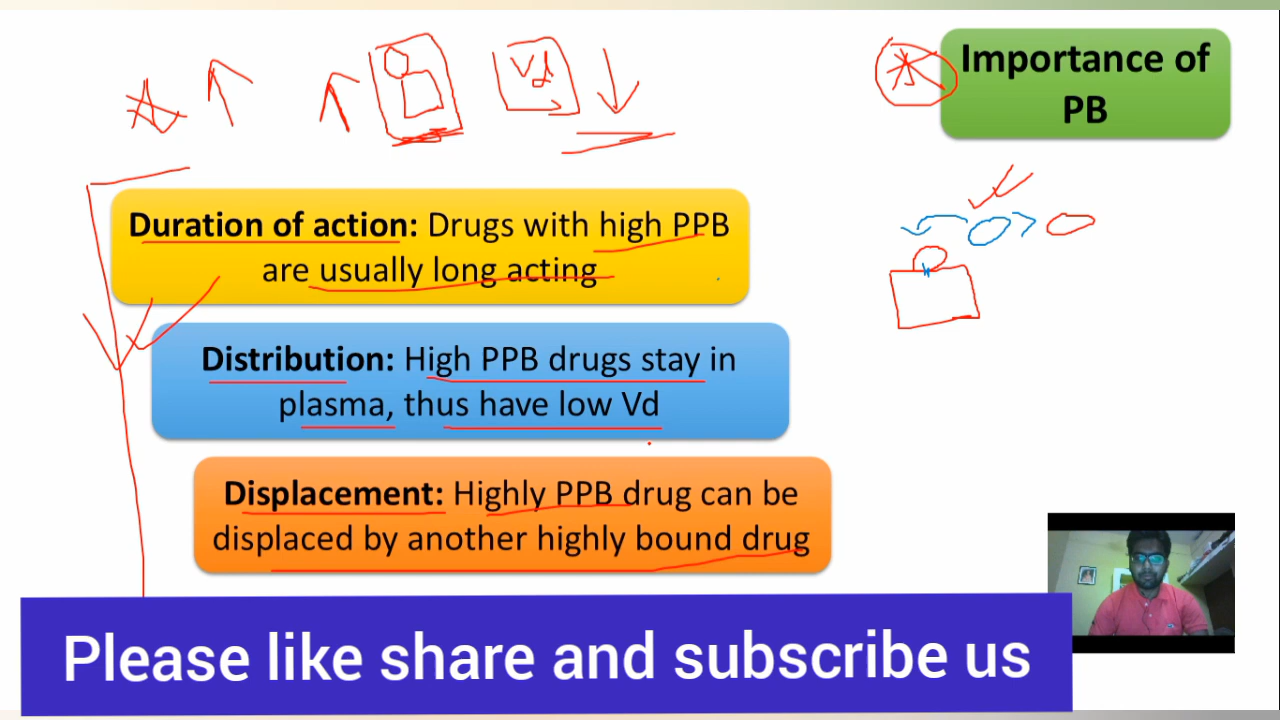 Vd
Importance of
PB
Duration of action: Drugs with high PPB
are usually long acting
Distribution: High PPB drugs stay in
plasma, thus have low Vd
Displacement: Highly PPB drug can be
displaced by another highly bound drug
Please like share and subscribe us